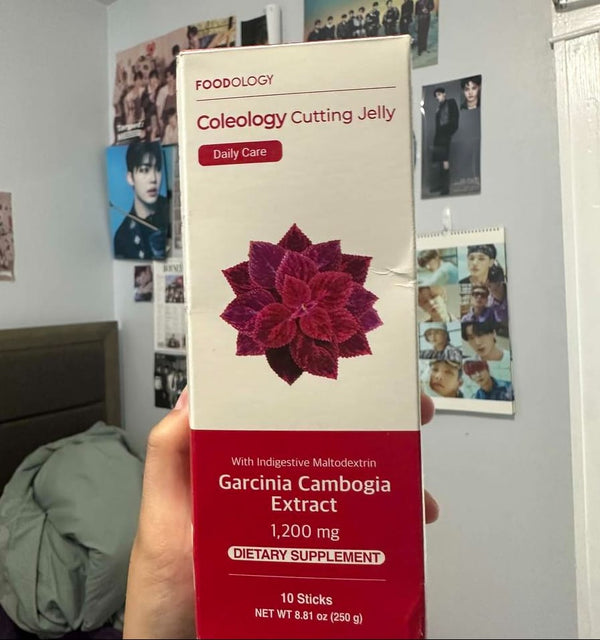 FOODOLOGY
Coleology Cutting Jelly
Daily Care
With Indigestive Maltodextrin
Garcinia Cambogia
Extract
1,200 mg
DIETARY SUPPLEMENT
10 Sticks
NET WT 8.81 oz (250 g)